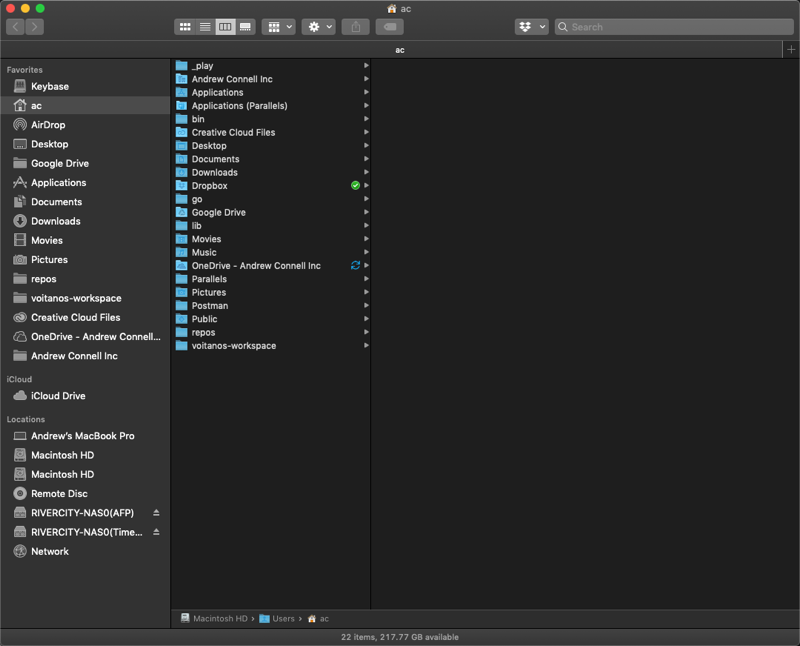 ac
Search
ac
Favorites
Keybase
ac
AirDrop
Desktop
Google Drive
Applications
Documents
Downloads
Movies
Pictures
repos
voitanos-workspace
Creative Cloud Files
OneDrive - Andrew Connell...
Andrew Connell Inc
iCloud
iCloud Drive
Locations
Andrew's MacBook Pro
Macintosh HD
Macintosh HD
Remote Disc
RIVERCITY-NAS0(AFP)
RIVERCITY-NAS0(Time...
Network
_play
Andrew Connell Inc
Applications
Applications (Parallels)
bin
Creative Cloud Files
Desktop
Documents
Downloads
Dropbox
go
Google Drive
lib
Movies
Music
OneDrive - Andrew Connell Inc
Parallels
Pictures
Postman
Public
repos
voitanos-workspace
Macintosh HD › Users › ac
22 items, 217.77 GB available